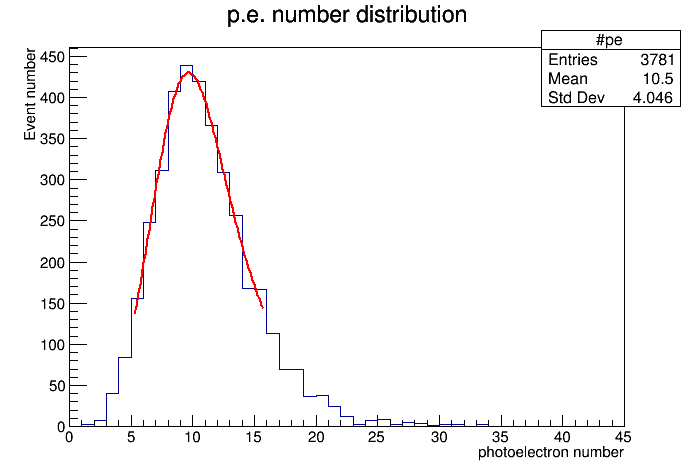 p.e. number distribution
#pe
Entries 3781
Mean 10.5
Std Dev 4.046
Event number
450
400
350
300
250
200
150
100
50
0
0 5 10 15 20 25 30 35 40 45
photoelectron number